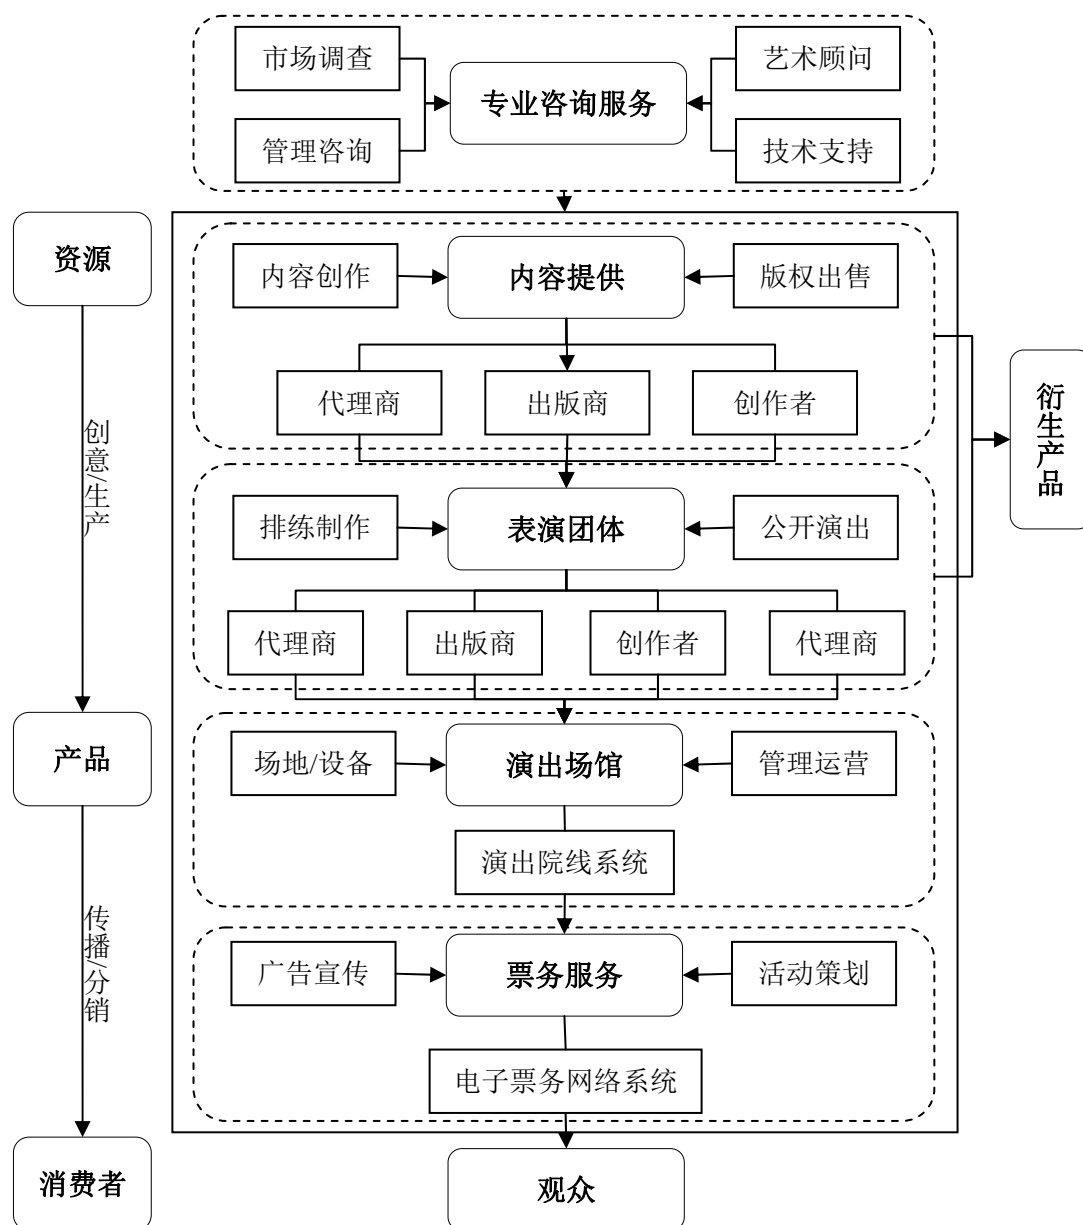 市场调查
艺术顾问
专业咨询服务
管理咨询
技术支持
资源
内容创作
内容提供
版权出售
代理商
出版商
创作者
衍生产品
创意/生产
排练制作
表演团体
公开演出
代理商
出版商
创作者
代理商
产品
场地/设备
演出场馆
管理运营
演出院线系统
传播/分销
广告宣传
票务服务
活动策划
电子票务网络系统
消费者
观众